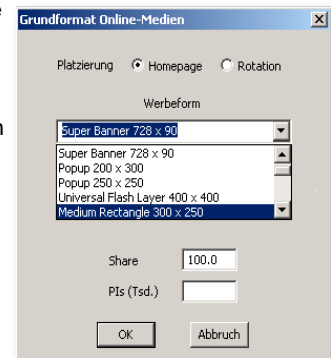 Grundformat Online-Medien
Platzierung Homepage Rotation
Werbeform
Super Banner 728 x 90
Super Banner 728 x 90
Popup 200 x 300
Popup 250 x 250
Universal Flash Layer 400 x 400
Medium Rectangle 300 x 250
Share 100.0
PIs (Tsd.)
OK Abbruch